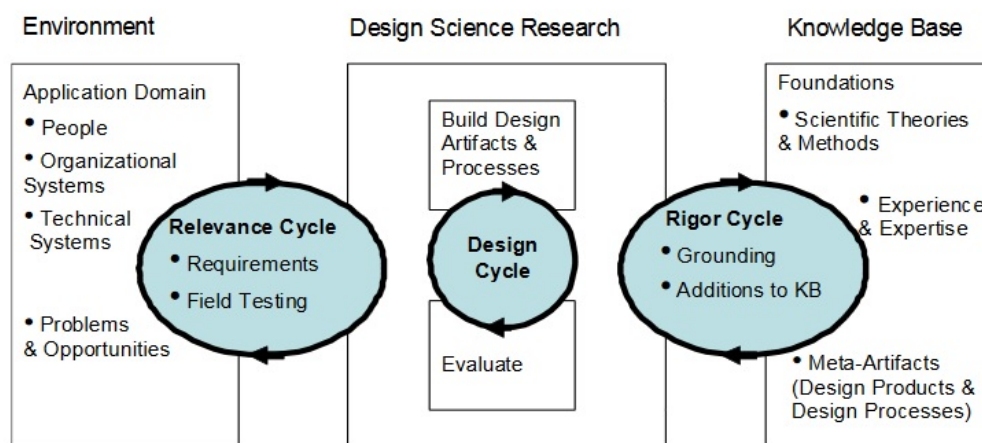 Environment
Design Science Research
Knowledge Base
Application Domain
• People
• Organizational
Systems
• Technical
Systems
• Problems
& Opportunities
Relevance Cycle
• Requirements
• Field Testing
Build Design
Artifacts &
Processes
Design
Cycle
Evaluate
Rigor Cycle
• Grounding
• Additions to KB
Foundations
• Scientific Theories
& Methods
• Experience
& Expertise
• Meta-Artifacts
(Design Products &
Design Processes)